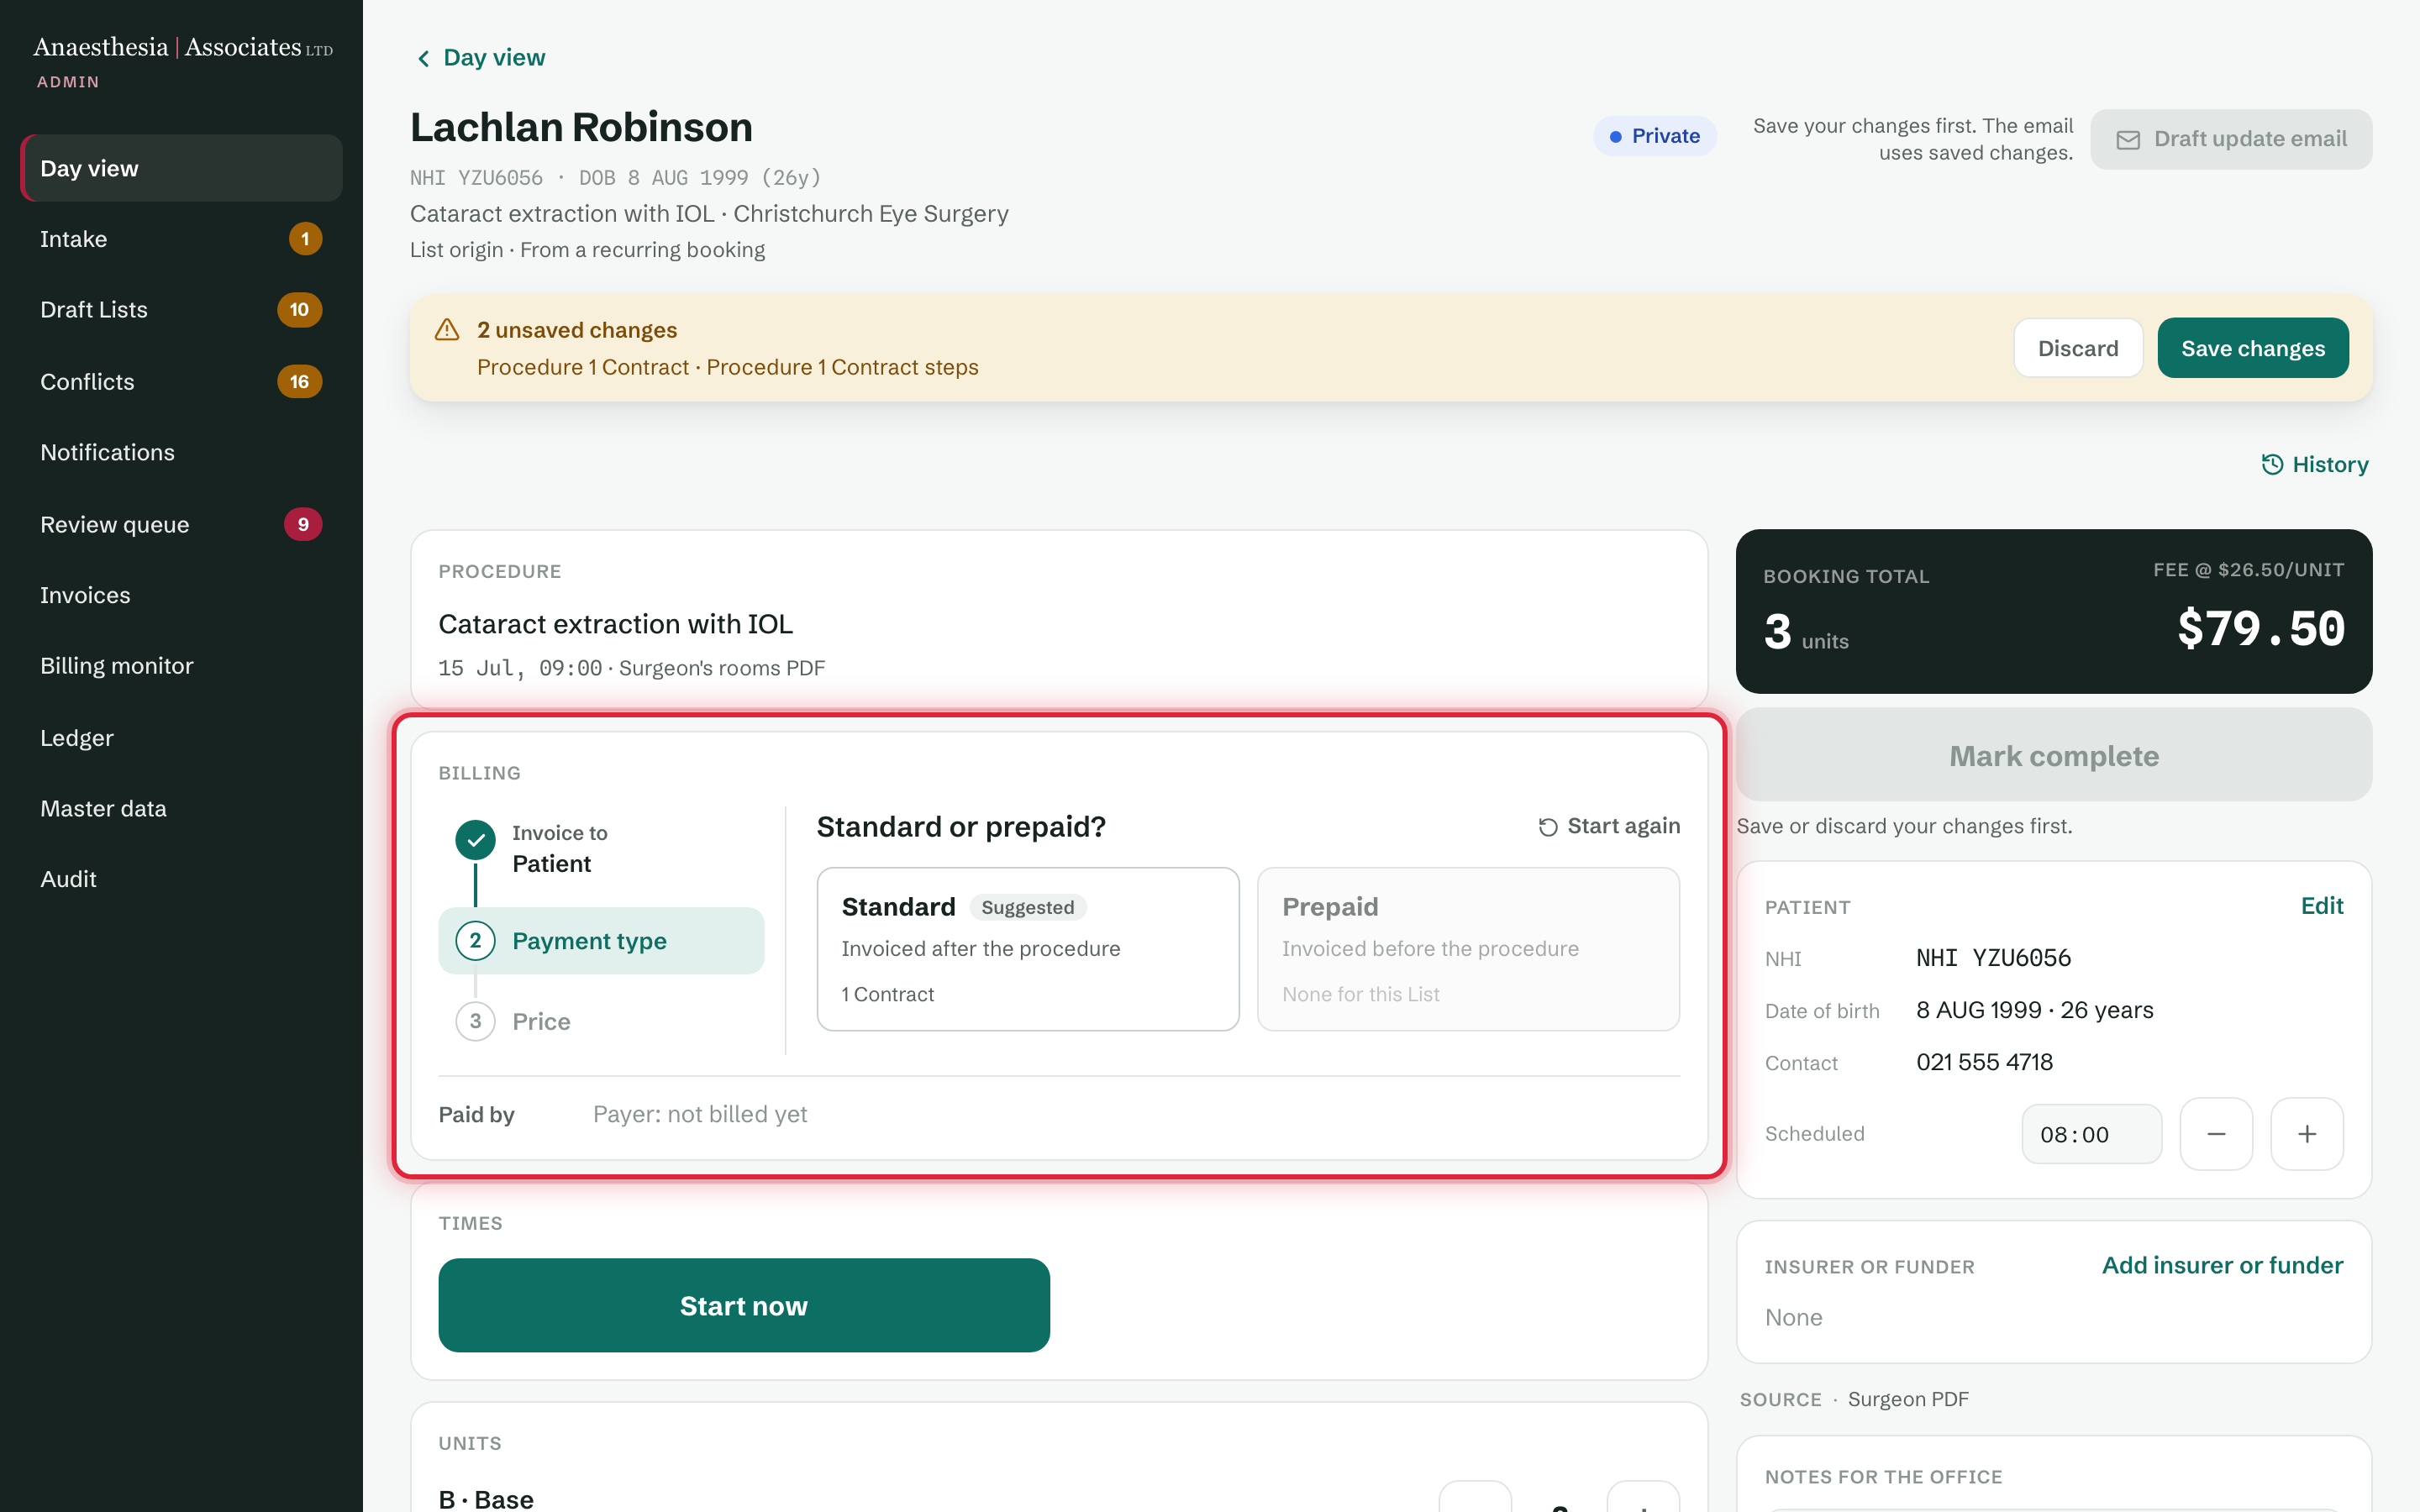 Anaesthesia | Associates LTD
ADMIN
Day view
Intake 1
Draft Lists 10
Conflicts 16
Notifications
Review queue 9
Invoices
Billing monitor
Ledger
Master data
Audit
Day view
Lachlan Robinson
NHI YZU6056 · DOB 8 AUG 1999 (26y)
Cataract extraction with IOL · Christchurch Eye Surgery
List origin · From a recurring booking
Private
Save your changes first. The email
uses saved changes.
Draft update email
2 unsaved changes
Procedure 1 Contract · Procedure 1 Contract steps
Discard
Save changes
History
PROCEDURE
Cataract extraction with IOL
15 Jul, 09:00 · Surgeon's rooms PDF
BILLING
Invoice to
Patient
2 Payment type
3 Price
Standard or prepaid?
Start again
Standard Suggested
Invoiced after the procedure
1 Contract
Prepaid
Invoiced before the procedure
None for this List
Paid by Payer: not billed yet
TIMES
Start now
UNITS
B · Base
BOOKING TOTAL
3 units
FEE @ $26.50/UNIT
$79.50
Mark complete
Save or discard your changes first.
PATIENT Edit
NHI NHI YZU6056
Date of birth 8 AUG 1999 · 26 years
Contact 021 555 4718
Scheduled 08:00 − +
INSURER OR FUNDER Add insurer or funder
None
SOURCE · Surgeon PDF
NOTES FOR THE OFFICE